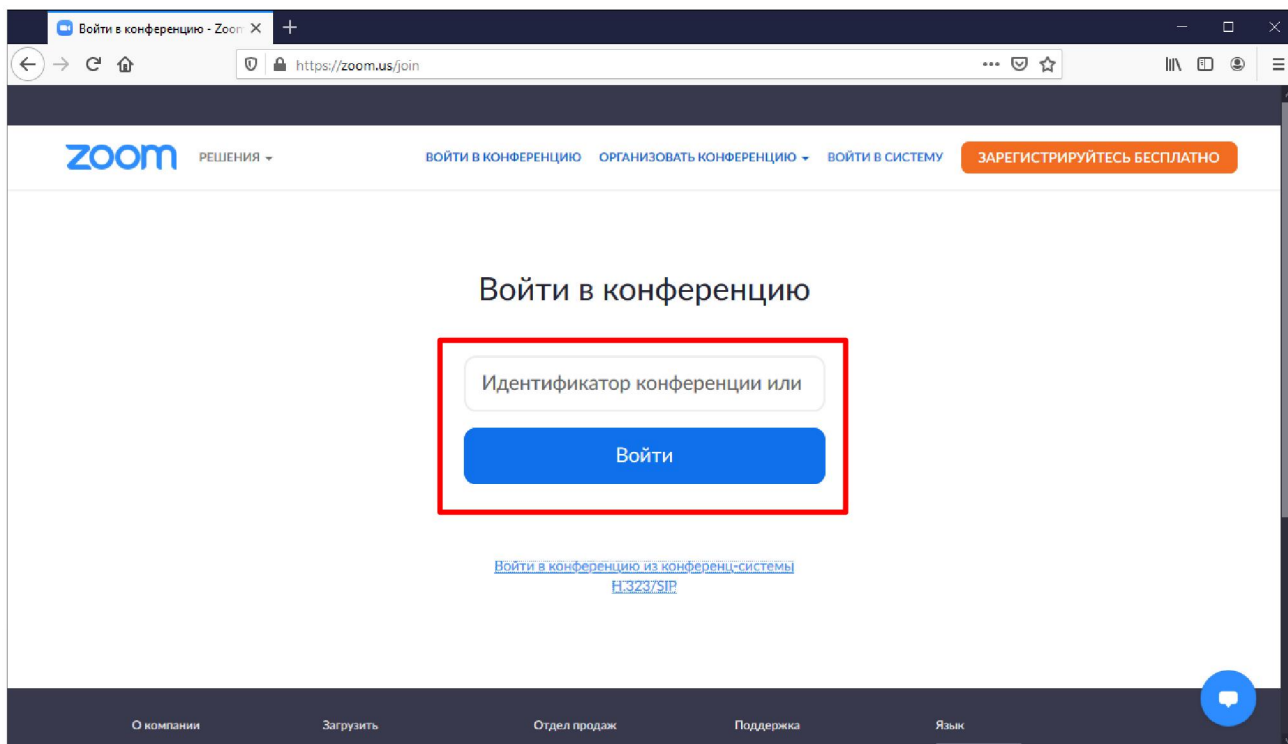 Войти в конференцию - Zoom
https://zoom.us/join
zoom РЕШЕНИЯ ВОЙТИ В КОНФЕРЕНЦИЮ ОРГАНИЗОВАТЬ КОНФЕРЕНЦИЮ ВОЙТИ В СИСТЕМУ ЗАРЕГИСТРИРУЙТЕСЬ БЕСПЛАТНО
Войти в конференцию
Идентификатор конференции или
Войти
Войти в конференцию из конференц-системы
H.323/SIP
О компании Загрузить Отдел продаж Поддержка Язык